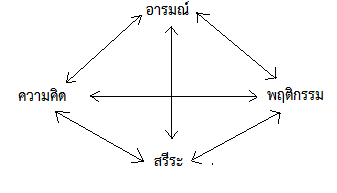 อารมณ์
ความคิด
พฤติกรรม
สรีระ